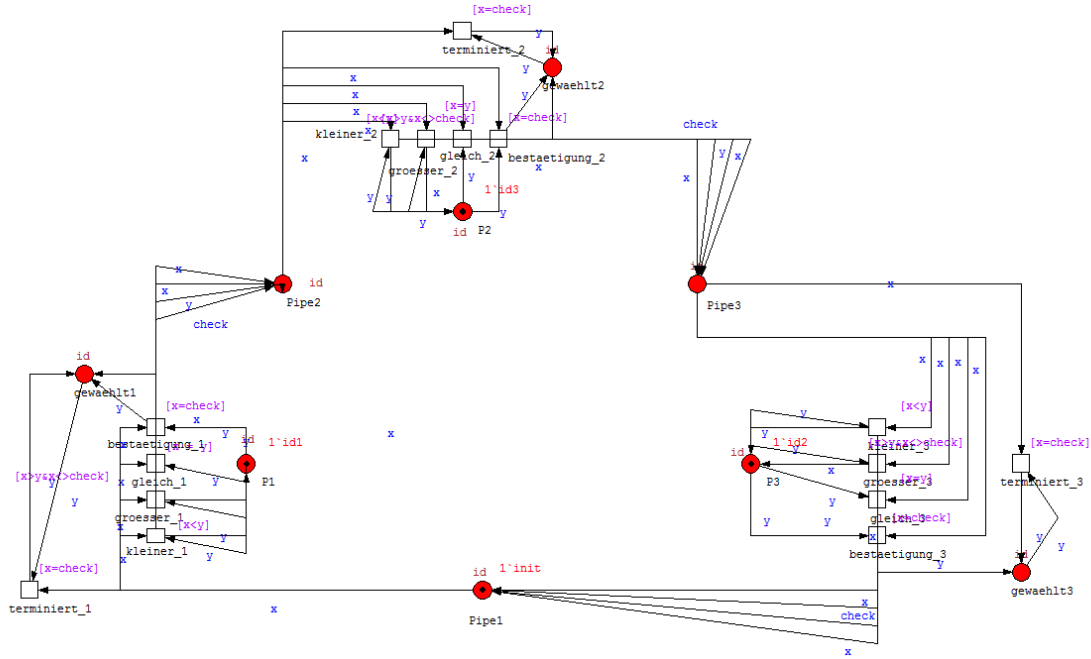 [x=check]
y
terminiert_2
id
y
gewaehlt2
x
x
x
x
y
[x=y]
[x=check]
check
kleiner_2
gleich_2
bestaetigung_2
groesser_2
x
x
y
x
y
x
y
y
x
1`id3
y
y
id
P2
x
x
y
check
id
Pipe2
id
Pipe3
x
id
gewaehlt1
y
[x=check]
x
y
bestaetigung_1
id
1`id1
P1
gleich_1
y
[x>y&x<>check]
y
y
x
groesser_1
x
[x<y]
y
kleiner_1
y
x
[x=check]
terminiert_1
x
x
id
1`init
Pipe1
x
x
x
x
[x<y]
y
y
kleiner_3
id
1`id2
P3
y
x
groesser_3
[x=y]
y
y
gleich_3
x
bestaetigung_3
[x=check]
terminiert_3
y
y
id
gewaehlt3
y
x
check
x